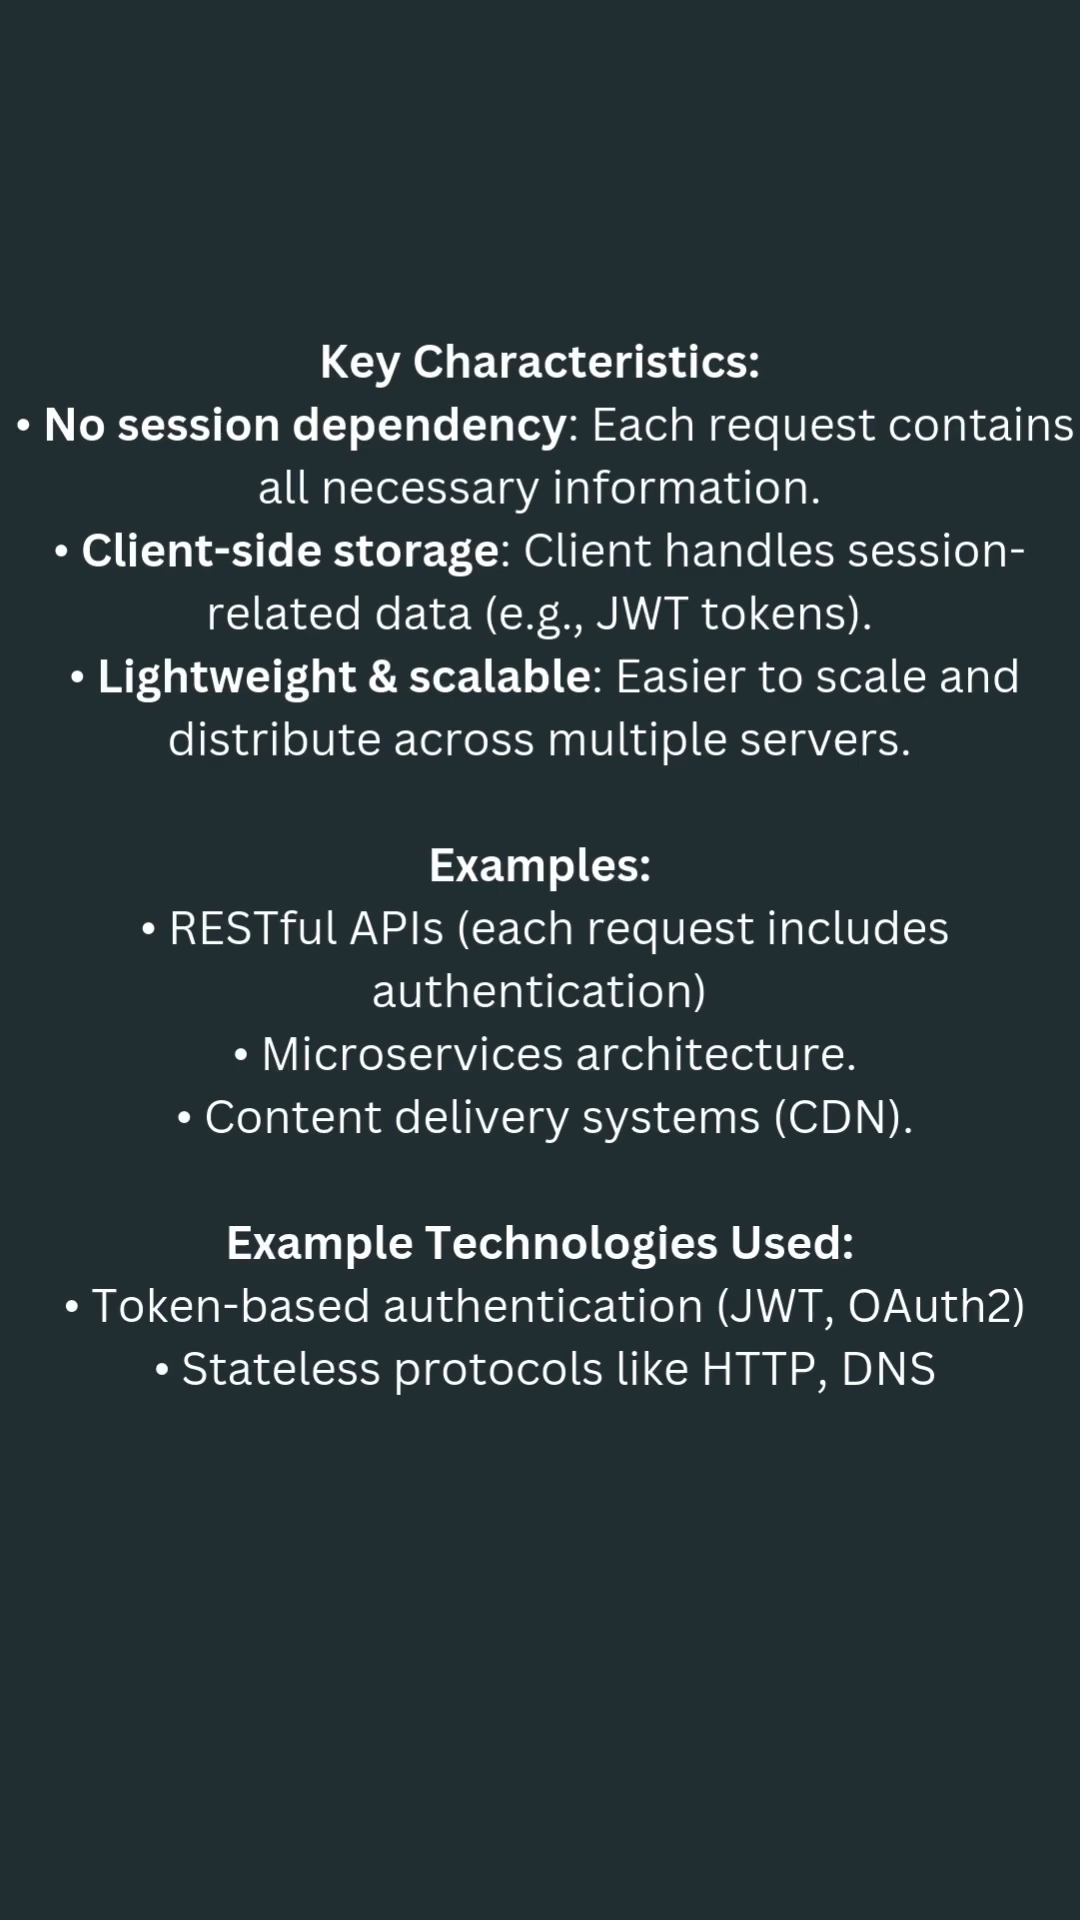 Key Characteristics:
• No session dependency: Each request contains
all necessary information.
• Client-side storage: Client handles session-
related data (e.g., JWT tokens).
• Lightweight & scalable: Easier to scale and
distribute across multiple servers.
Examples:
• RESTful APIs (each request includes
authentication)
• Microservices architecture.
• Content delivery systems (CDN).
Example Technologies Used:
• Token-based authentication (JWT, OAuth2)
• Stateless protocols like HTTP, DNS